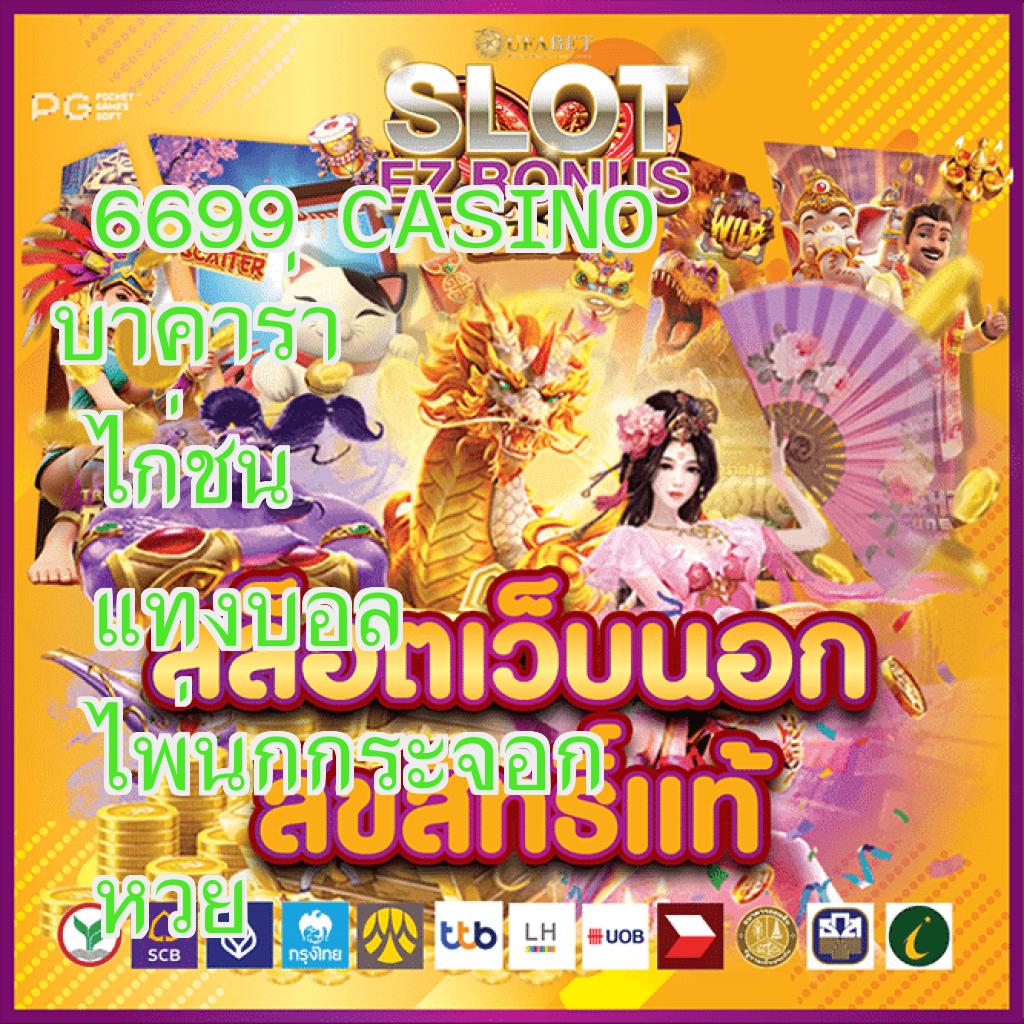 UFABET
SLOT
PG POCKET GAMES SOFT
EZ BONUS
6699 CASINO
WILD
SCATTER
บาคาร่า
ไก่ชน
แทงบอล
สล็อตเว็บนอก
ไพ่นกกระจอก
ลิขสิทธิ์แท้
หวย
SCB กรุงไทย ttb LH UOB